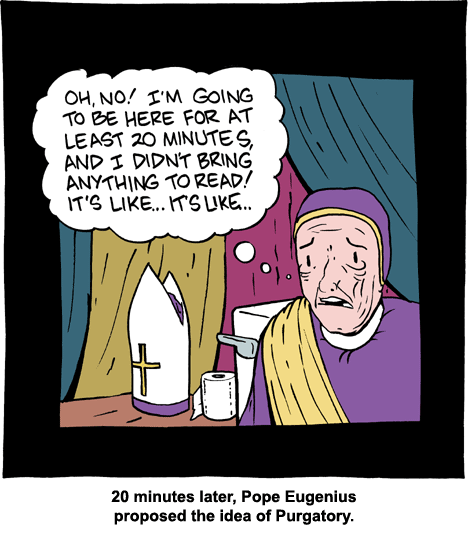 OH, NO! I'M GOING
TO BE HERE FOR AT
LEAST 20 MINUTES,
AND I DIDN'T BRING
ANYTHING TO READ!
IT'S LIKE... IT'S LIKE..
20 minutes later, Pope Eugenius
proposed the idea of Purgatory.